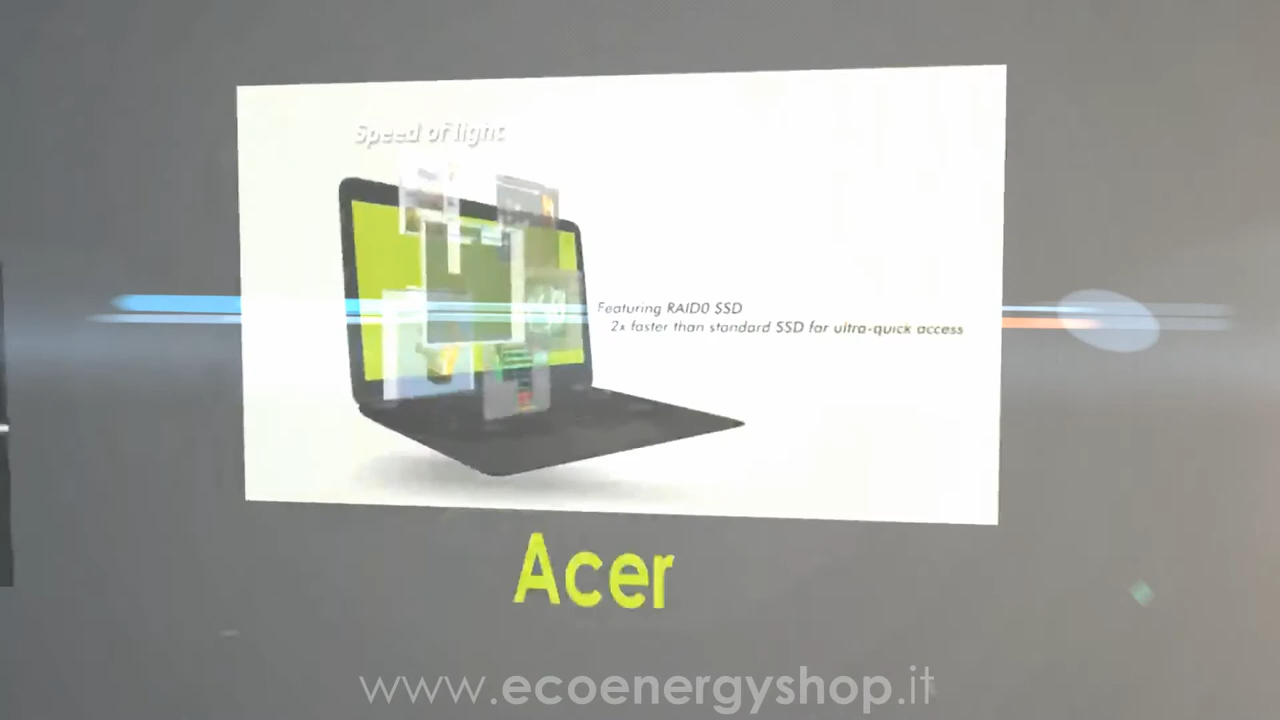 Speed of light
Featuring RAID0 SSD
2x faster than standard SSD for ultra-quick access
Acer
www.ecoenergyshop.it